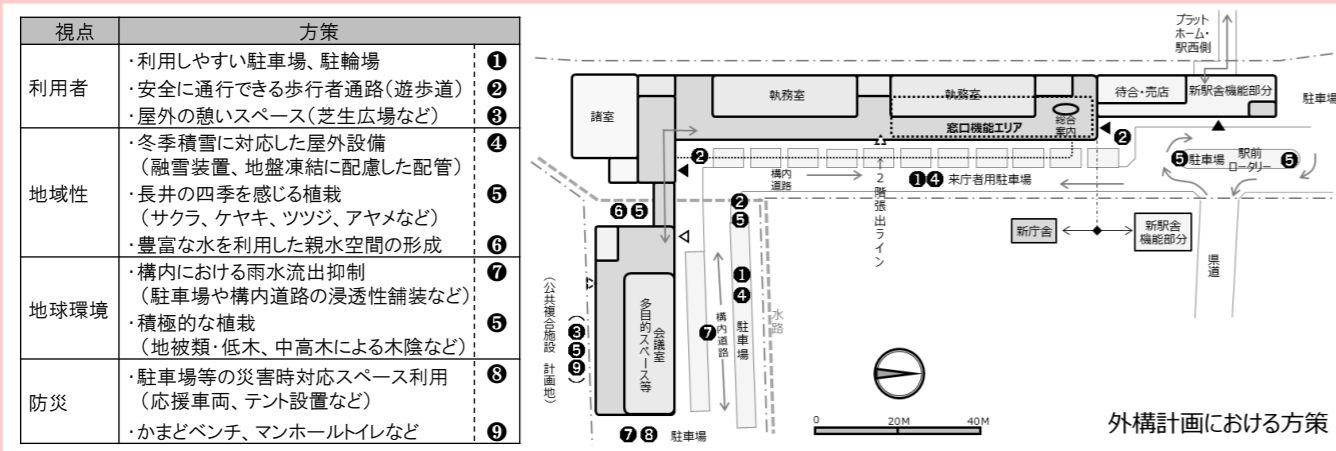 視点 方策
利用者
・利用しやすい駐車場、駐輪場 ❶
・安全に通行できる歩行者通路(遊歩道) ❷
・屋外の憩いスペース(芝生広場など) ❸
地域性
・冬季積雪に対応した屋外設備 ❹
(融雪装置、地盤凍結に配慮した配管)
・長井の四季を感じる植栽 ❺
(サクラ、ケヤキ、ツツジ、アヤメなど)
・豊富な水を利用した親水空間の形成 ❻
地球環境
・構内における雨水流出抑制 ❼
(駐車場や構内道路の浸透性舗装など)
・積極的な植栽 ❺
(地被類・低木、中高木による木陰など)
防災
・駐車場等の災害時対応スペース利用 ❽
(応援車両、テント設置など)
・かまどベンチ、マンホールトイレなど ❾
プラット
ホーム・
駅西側
諸室
執務室
執務室
窓口機能エリア
総合
案内
待合・売店
新駅舎機能部分
駐車場
❷
❷
構内
道路
2階張出ライン
❶❹ 来庁者用駐車場
❺駐車場
駅前
ロータリー
❺
❻❺
❷
❺
新庁舎
新駅舎
機能部分
県道
(公共複合施設 計画地)
(❸❺❾)
会議室
多目的スペース等
❼
構内道路
❶
❹
駐車場
水路
❼❽ 駐車場
0 20M 40M
外構計画における方策